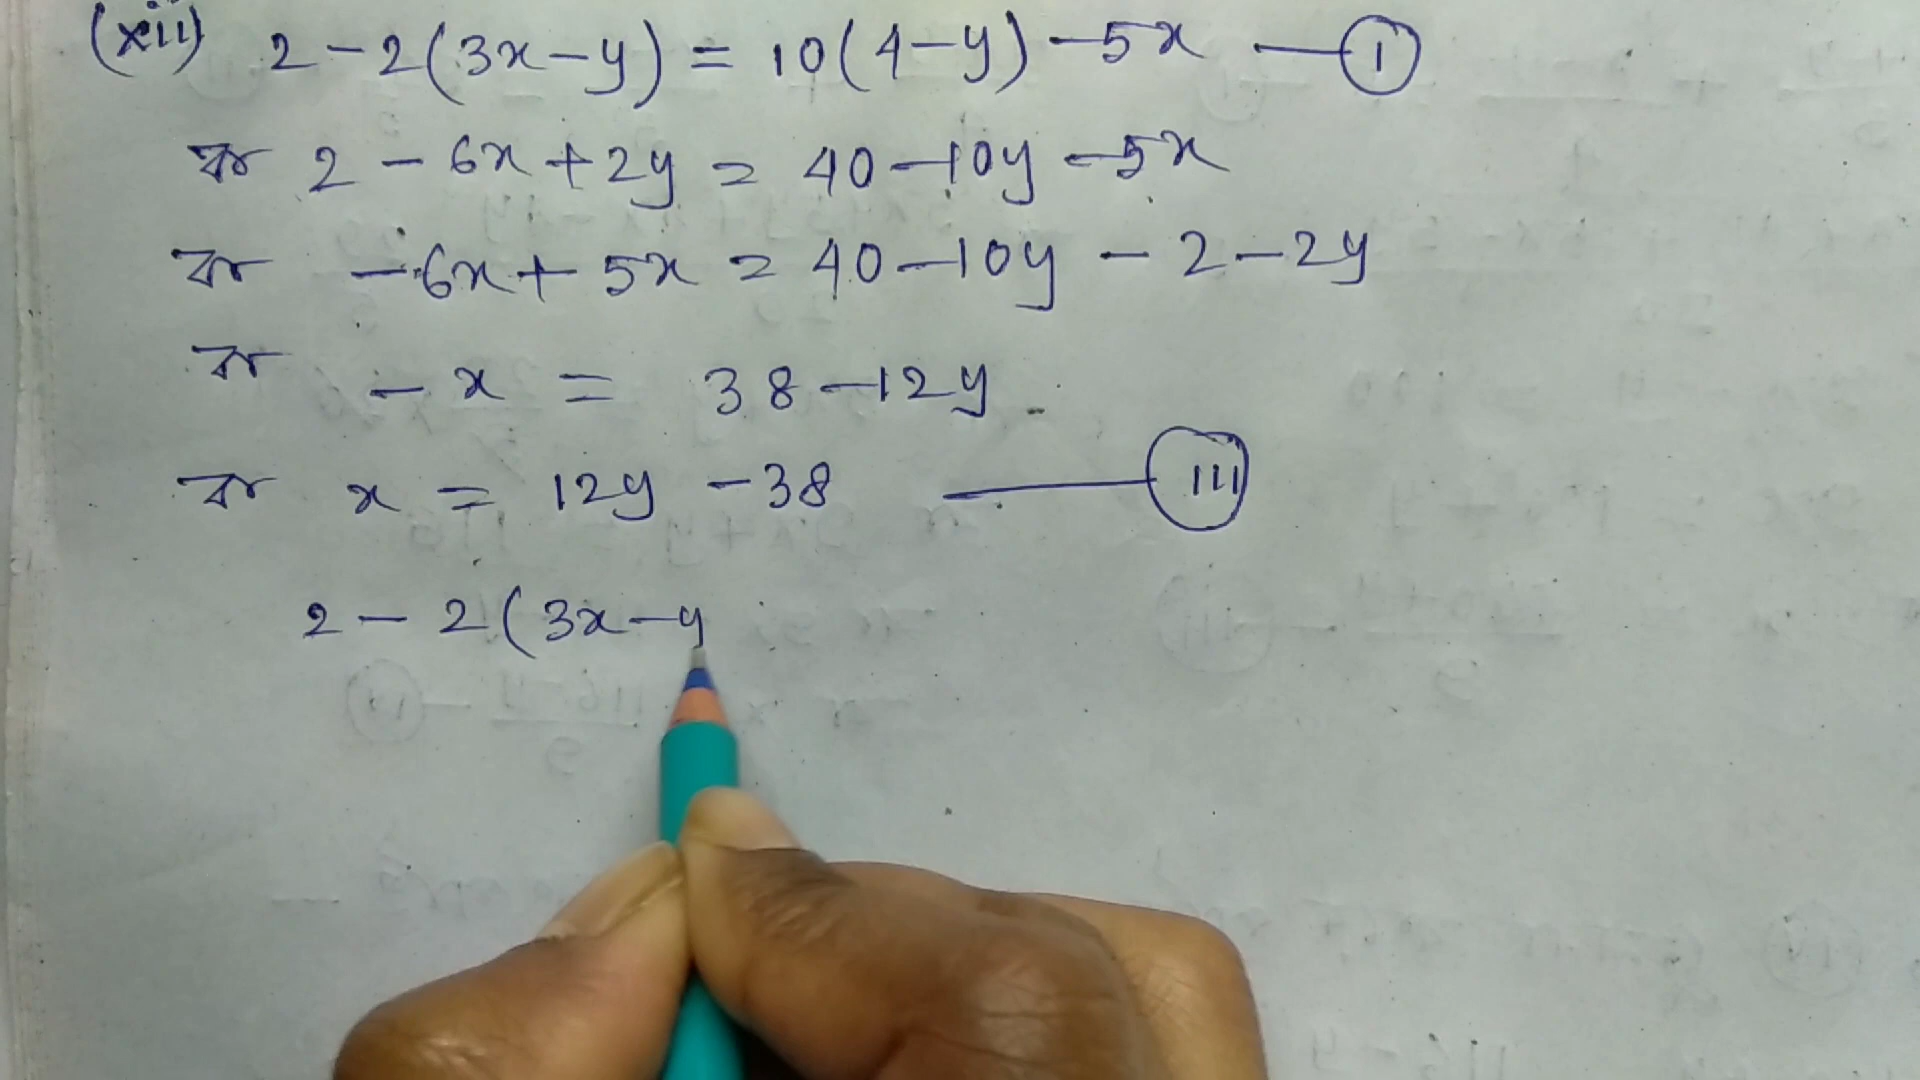 (xii) 2 - 2(3x - y) = 10(4 - y) - 5x — (I)
বা 2 - 6x + 2y = 40 - 10y - 5x
বা - 6x + 5x = 40 - 10y - 2 - 2y
বা - x = 38 - 12y
বা x = 12y - 38 — (III)
2 - 2(3x - y